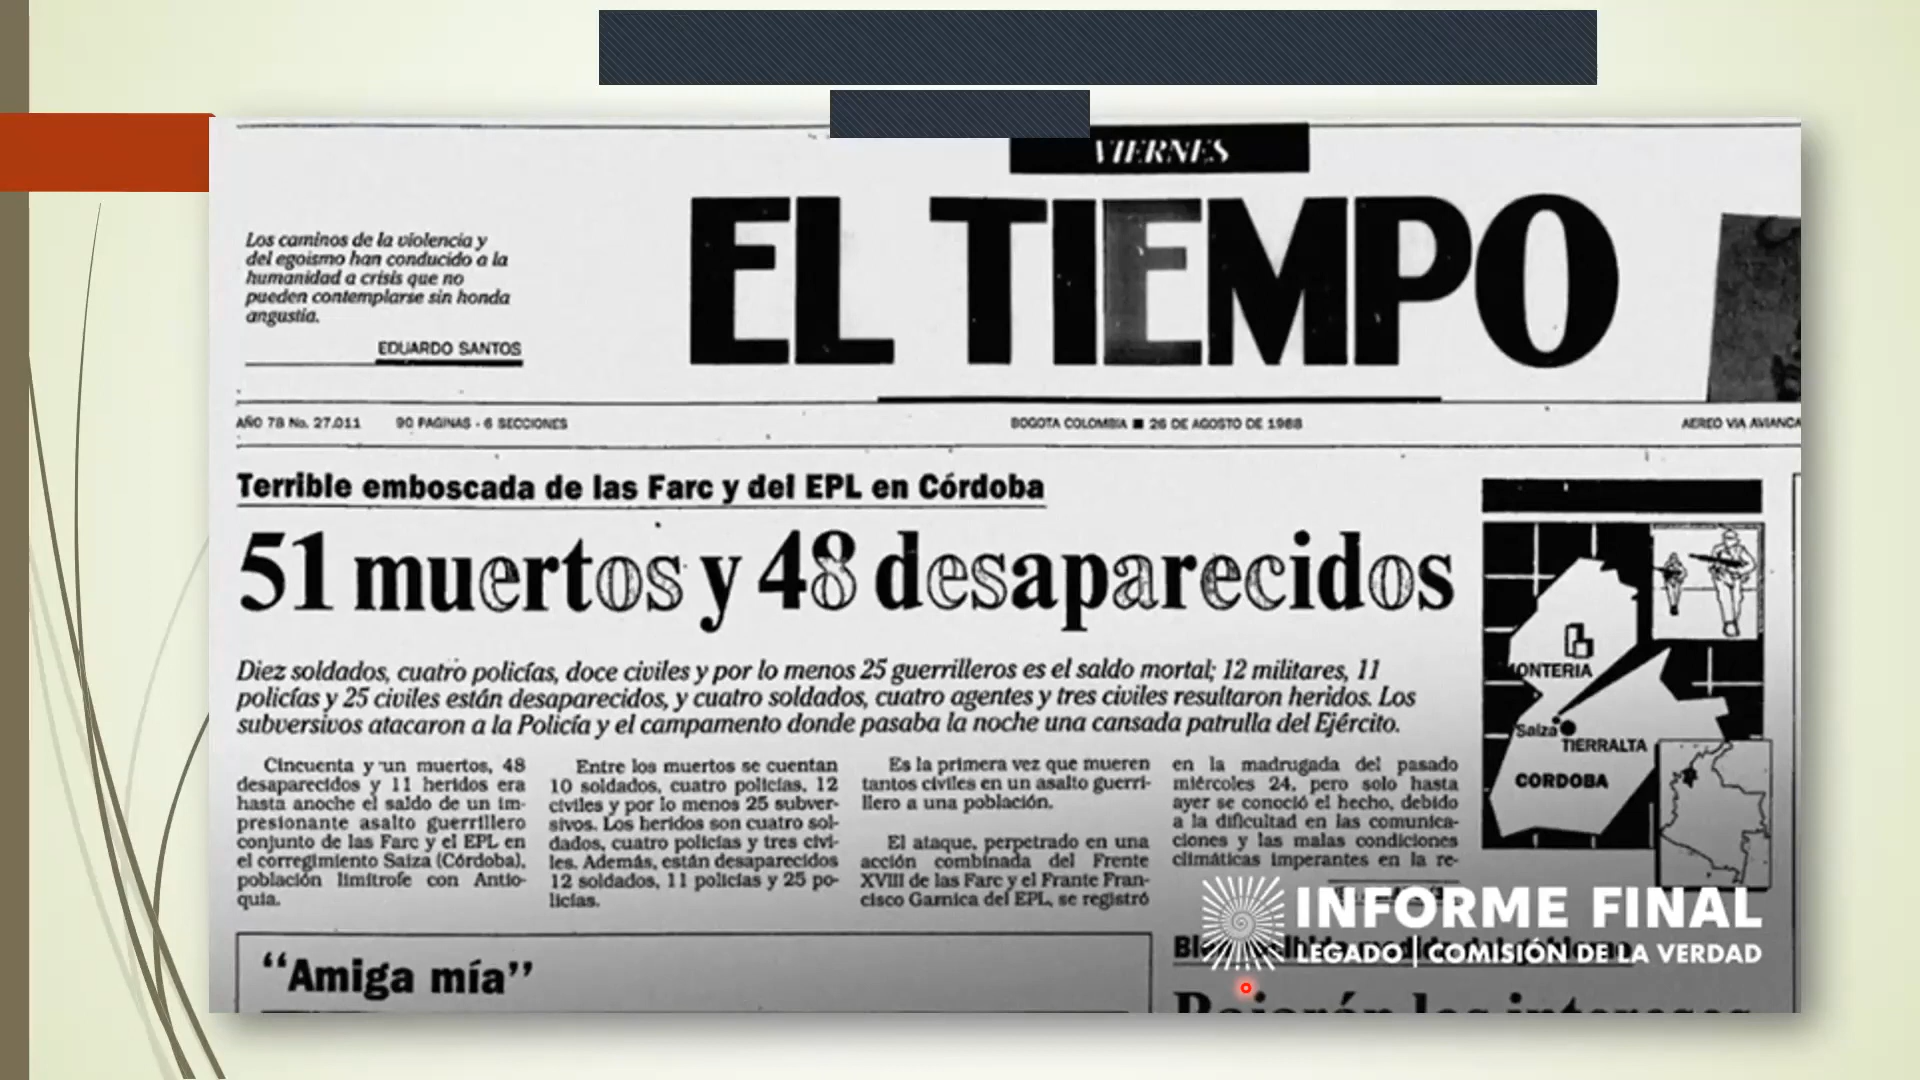 VIERNES
EL TIEMPO
Los caminos de la violencia y
del egoismo han conducido a la
humanidad a crisis que no
pueden contemplarse sin honda
angustia.
EDUARDO SANTOS
AÑO 78 No. 27.011 90 PAGINAS - 6 SECCIONES BOGOTA COLOMBIA ■ 26 DE AGOSTO DE 1988 AEREO VIA AVIANCA
Terrible emboscada de las Farc y del EPL en Córdoba
51 muertos y 48 desaparecidos
Diez soldados, cuatro policías, doce civiles y por lo menos 25 guerrilleros es el saldo mortal; 12 militares, 11
policías y 25 civiles están desaparecidos, y cuatro soldados, cuatro agentes y tres civiles resultaron heridos. Los
subversivos atacaron a la Policía y el campamento donde pasaba la noche una cansada patrulla del Ejército.
Cincuenta y un muertos, 48
desaparecidos y 11 heridos era
hasta anoche el saldo de un im-
presionante asalto guerrillero
conjunto de las Farc y el EPL en
el corregimiento Saiza (Córdoba),
población limítrofe con Antio-
quia.
Entre los muertos se cuentan
10 soldados, cuatro policías, 12
civiles y por lo menos 25 subver-
sivos. Los heridos son cuatro sol-
dados, cuatro policías y tres civi-
les. Además, están desaparecidos
12 soldados, 11 policías y 25 po-
licias.
Es la primera vez que mueren
tantos civiles en un asalto guerri-
llero a una población.
El ataque, perpetrado en una
acción combinada del Frente
XVIII de las Farc y el Frante Fran-
cisco Garnica del EPL, se registró
en la madrugada del pasado
miércoles 24, pero solo hasta
ayer se conoció el hecho, debido
a la dificultad en las comunica-
ciones y las malas condiciones
climáticas imperantes en la re-
MONTERIA
Saiza
TIERRALTA
CORDOBA
INFORME FINAL
LEGADO | COMISIÓN DE LA VERDAD
“Amiga mía”
Bajarán los intereses